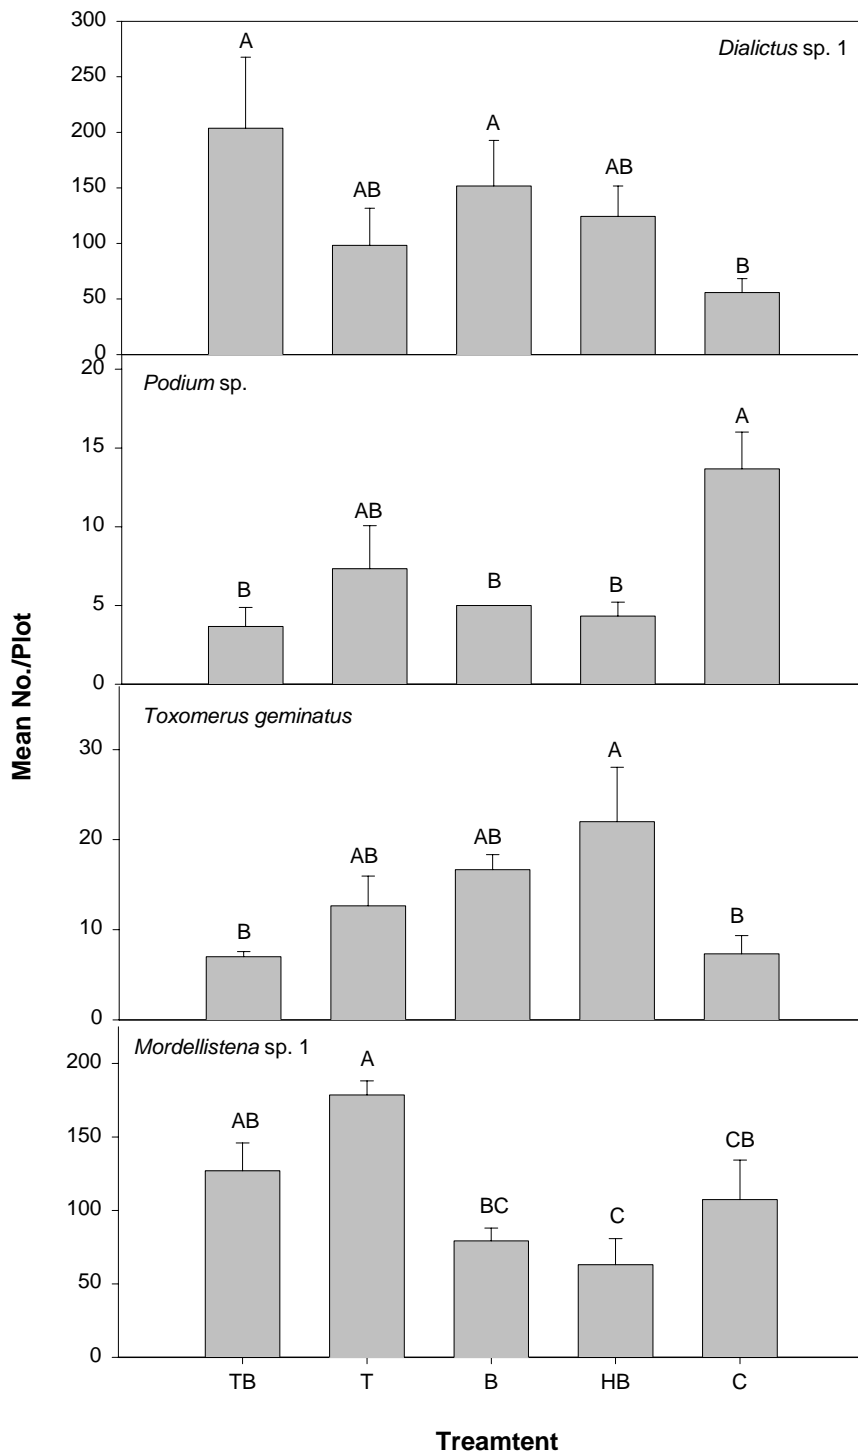 300
A
Dialictus sp. 1
250
200
A
AB
AB
150
100
B
50
0
20
Podium sp.
A
15
AB
10
B
B
B
5
0
Toxomerus geminatus
30
A
20
AB
AB
B
B
10
0
Mordellistena sp. 1
A
200
AB
CB
150
BC
C
100
50
0
TB T B HB C
Mean No./Plot
Treamtent